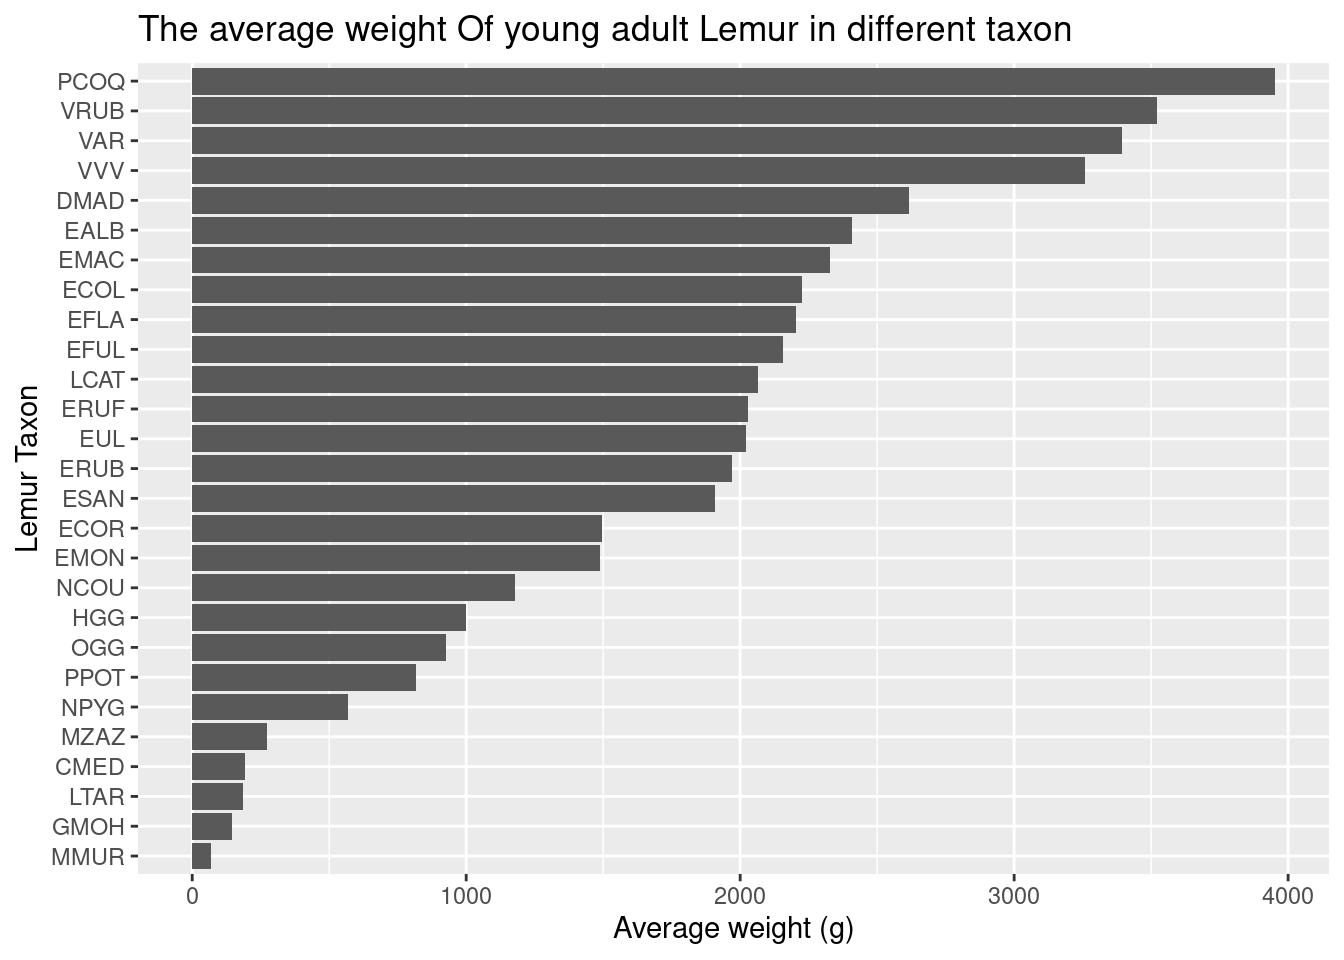 The average weight Of young adult Lemur in different taxon
PCOQ
VRUB
VAR
VVV
DMAD
EALB
EMAC
ECOL
EFLA
EFUL
LCAT
ERUF
EUL
ERUB
ESAN
ECOR
EMON
NCOU
HGG
OGG
PPOT
NPYG
MZAZ
CMED
LTAR
GMOH
MMUR
Lemur Taxon
0 1000 2000 3000 4000
Average weight (g)